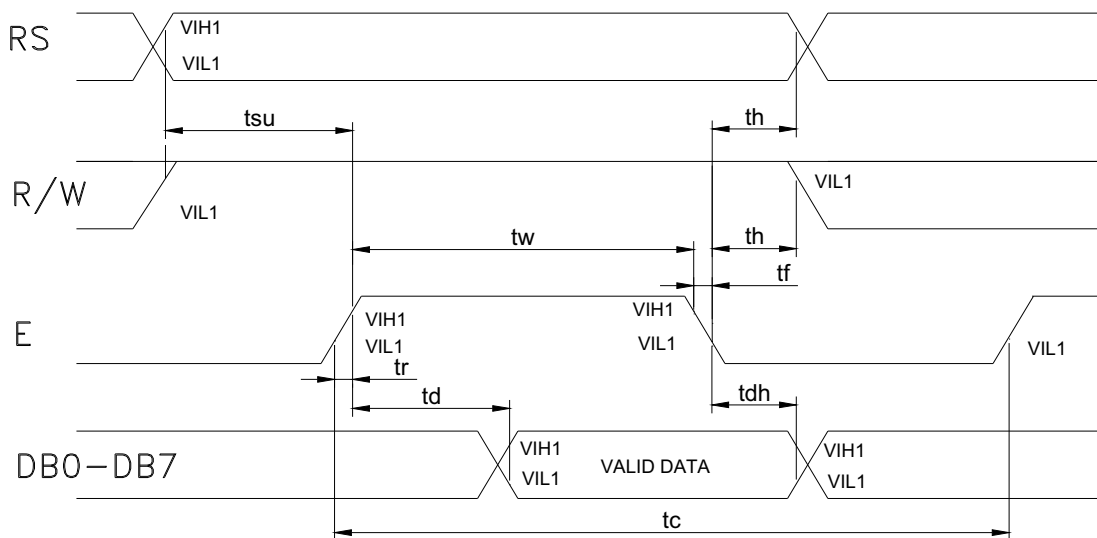 RS
VIH1
VIL1
tsu
th
R/W
VIL1
VIL1
tw
th
tf
E
VIH1
VIL1
VIH1
VIL1
VIL1
tr
td
tdh
DB0-DB7
VIH1
VIL1
VALID DATA
VIH1
VIL1
tc